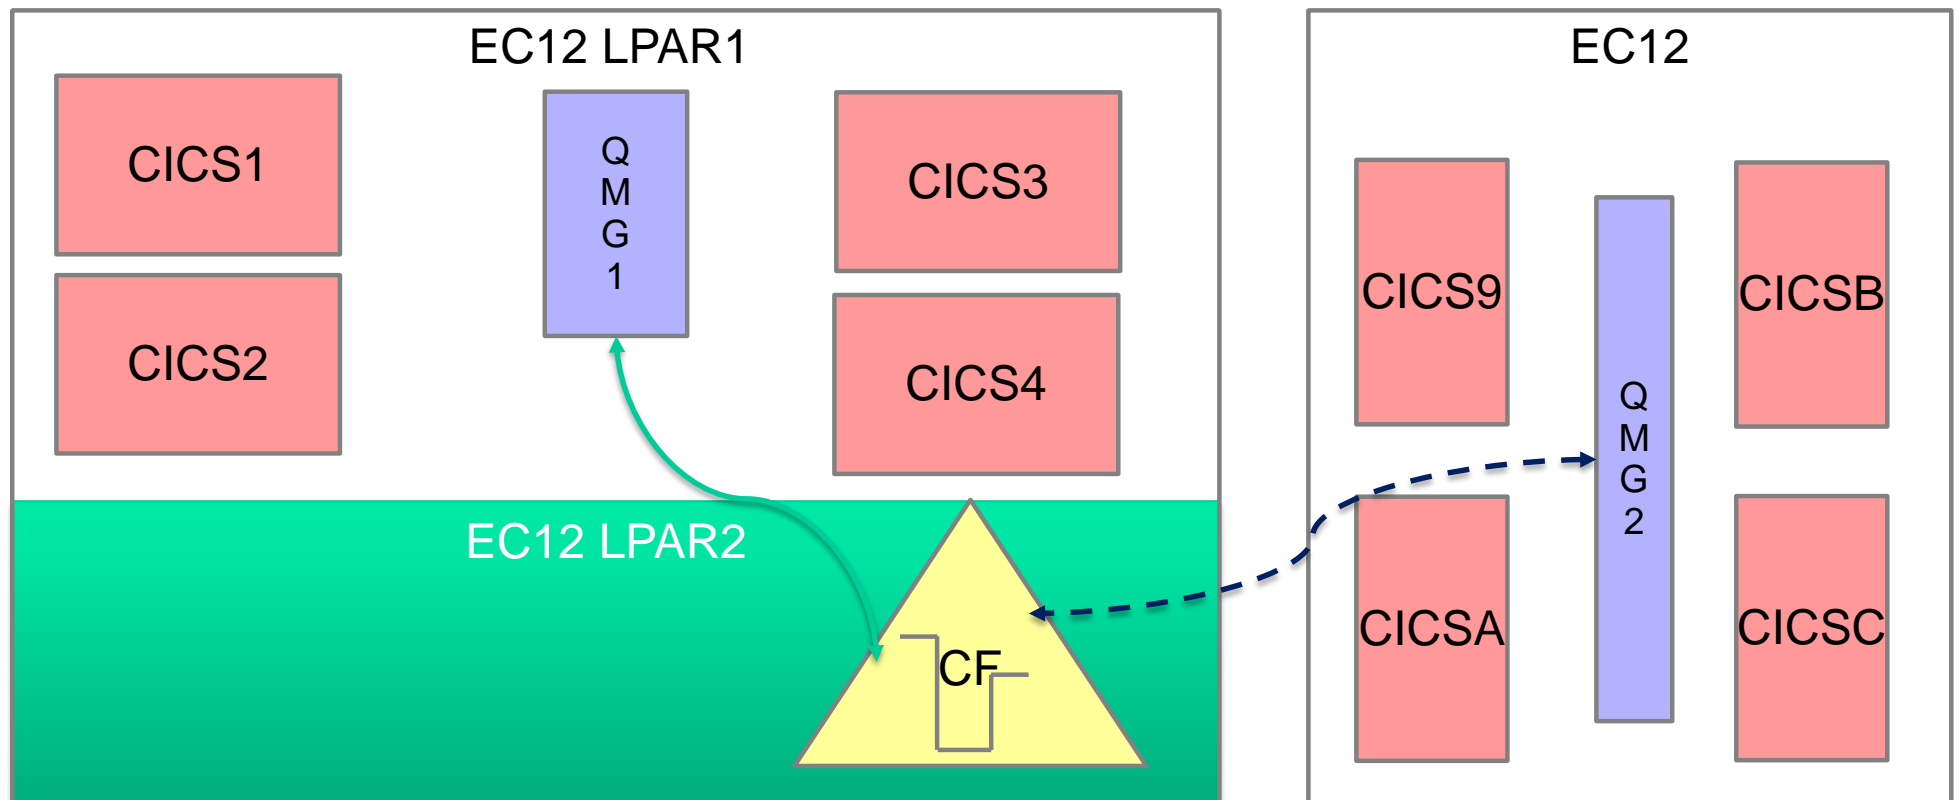 EC12 LPAR1
CICS1
CICS2
Q
M
G
1
CICS3
CICS4
EC12 LPAR2
CF
EC12
CICS9
CICSA
Q
M
G
2
CICSB
CICSC